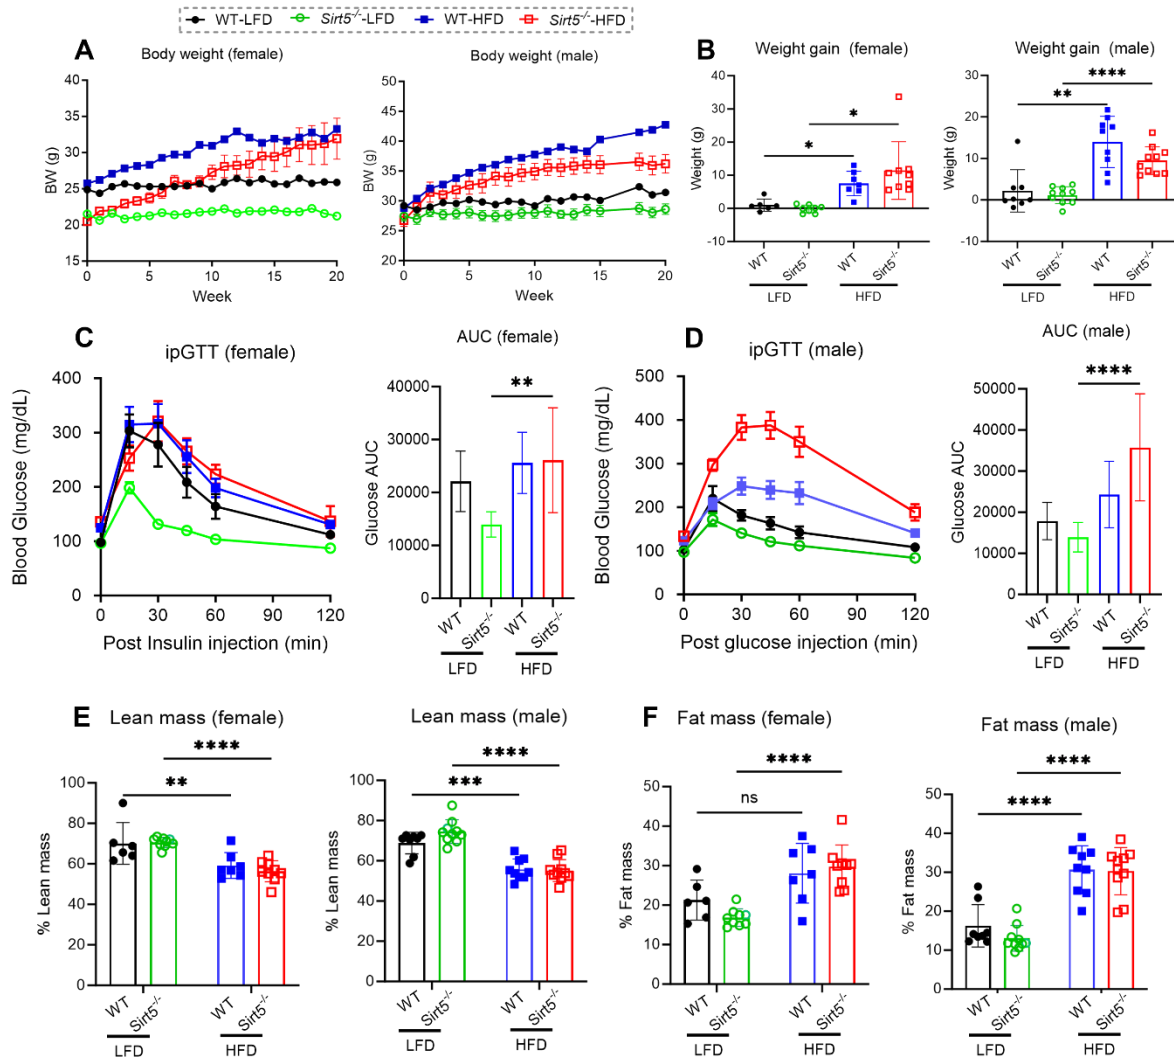 WT-LFD Sirt5-/--LFD WT-HFD Sirt5-/--HFD
A
Body weight (female)
BW (g)
40
35
30
25
20
15
0 5 10 15 20
Week
Body weight (male)
BW (g)
50
45
40
35
30
25
20
0 5 10 15 20
Week
B
Weight gain (female)
Weight (g)
40
30
20
10
0
-10
*
*
WT Sirt5-/- WT Sirt5-/-
LFD HFD
Weight gain (male)
Weight (g)
30
20
10
0
-10
****
**
WT Sirt5-/- WT Sirt5-/-
LFD HFD
C
ipGTT (female)
Blood Glucose (mg/dL)
400
300
200
100
0
0 30 60 90 120
Post Insulin injection (min)
AUC (female)
Glucose AUC
40000
30000
20000
10000
0
**
WT Sirt5-/- WT Sirt5-/-
LFD HFD
D
ipGTT (male)
Blood Glucose (mg/dL)
500
400
300
200
100
0
0 30 60 90 120
Post glucose injection (min)
AUC (male)
Glucose AUC
50000
40000
30000
20000
10000
0
****
WT Sirt5-/- WT Sirt5-/-
LFD HFD
E
Lean mass (female)
% Lean mass
100
80
60
40
20
0
****
**
WT Sirt5-/- WT Sirt5-/-
LFD HFD
Lean mass (male)
% Lean mass
100
80
60
40
20
0
****
***
WT Sirt5-/- WT Sirt5-/-
LFD HFD
F
Fat mass (female)
% Fat mass
50
40
30
20
10
0
****
ns
WT Sirt5-/- WT Sirt5-/-
LFD HFD
Fat mass (male)
% Fat mass
50
40
30
20
10
0
****
****
WT Sirt5-/- WT Sirt5-/-
LFD HFD